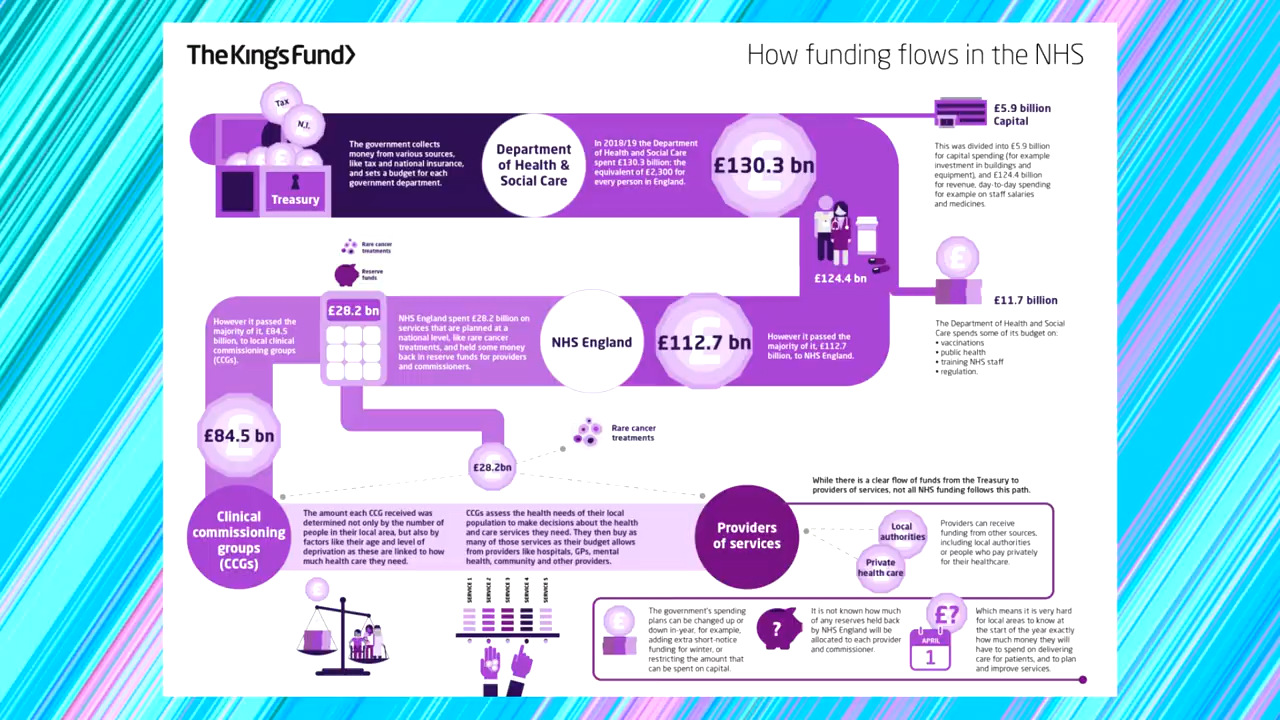 The King's Fund>
How funding flows in the NHS
Tax
N.I.
Treasury
The government collects
money from various sources,
like tax and national insurance,
and sets a budget for each
government department.
Department
of Health &
Social Care
In 2018/19 the Department
of Health and Social Care
spent £130.3 billion: the
equivalent of £2,300 for
every person in England.
£130.3 bn
£5.9 billion
Capital
This was divided into £5.9 billion
for capital spending (for example
investment in buildings and
equipment), and £124.4 billion
for revenue, day-to-day spending
for example on staff salaries
and medicines.
£124.4 bn
£
£11.7 billion
The Department of Health and Social
Care spends some of its budget on:
• vaccinations
• public health
• training NHS staff
• regulation.
Rare cancer
treatments
Reserve
funds
However it passed the
majority of it, £84.5
billion, to local clinical
commissioning groups
(CCGs).
£28.2 bn
NHS England spent £28.2 billion on
services that are planned at a
national level, like rare cancer
treatments, and held some money
back in reserve funds for providers
and commissioners.
NHS England
£112.7 bn
However it passed the
majority of it, £112.7
billion, to NHS England.
£84.5 bn
£28.2bn
Rare cancer
treatments
Clinical
commissioning
groups
(CCGs)
The amount each CCG received was
determined not only by the number of
people in their local area, but also by
factors like their age and level of
deprivation as these are linked to how
much health care they need.
CCGs assess the health needs of their local
population to make decisions about the health
and care services they need. They then buy as
many of those services as their budget allows
from providers like hospitals, GPs, mental
health, community and other providers.
Providers
of services
While there is a clear flow of funds from the Treasury to
providers of services, not all NHS funding follows this path.
Local
authorities
Private
health care
Providers can receive
funding from other sources,
including local authorities
or people who pay privately
for their healthcare.
£
SERVICE 1
SERVICE 2
SERVICE 3
SERVICE 4
SERVICE 5
£
The government's spending
plans can be changed up or
down in-year, for example,
adding extra short-notice
funding for winter, or
restricting the amount that
can be spent on capital.
?
It is not known how much
of any reserves held back
by NHS England will be
allocated to each provider
and commissioner.
£?
APRIL
1
Which means it is very hard
for local areas to know at
the start of the year exactly
how much money they will
have to spend on delivering
care for patients, and to plan
and improve services.